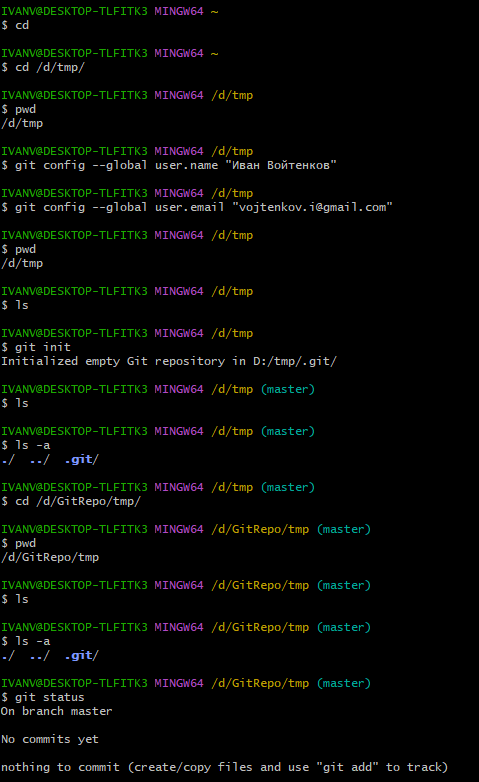 IVANV@DESKTOP-TLFITK3 MINGW64 ~
$ cd
IVANV@DESKTOP-TLFITK3 MINGW64 ~
$ cd /d/tmp/
IVANV@DESKTOP-TLFITK3 MINGW64 /d/tmp
$ pwd
/d/tmp
IVANV@DESKTOP-TLFITK3 MINGW64 /d/tmp
$ git config --global user.name "Иван Войтенков"
IVANV@DESKTOP-TLFITK3 MINGW64 /d/tmp
$ git config --global user.email "vojtenkov.i@gmail.com"
IVANV@DESKTOP-TLFITK3 MINGW64 /d/tmp
$ pwd
/d/tmp
IVANV@DESKTOP-TLFITK3 MINGW64 /d/tmp
$ ls
IVANV@DESKTOP-TLFITK3 MINGW64 /d/tmp
$ git init
Initialized empty Git repository in D:/tmp/.git/
IVANV@DESKTOP-TLFITK3 MINGW64 /d/tmp (master)
$ ls
IVANV@DESKTOP-TLFITK3 MINGW64 /d/tmp (master)
$ ls -a
./  ../  .git/
IVANV@DESKTOP-TLFITK3 MINGW64 /d/tmp (master)
$ cd /d/GitRepo/tmp/
IVANV@DESKTOP-TLFITK3 MINGW64 /d/GitRepo/tmp (master)
$ pwd
/d/GitRepo/tmp
IVANV@DESKTOP-TLFITK3 MINGW64 /d/GitRepo/tmp (master)
$ ls
IVANV@DESKTOP-TLFITK3 MINGW64 /d/GitRepo/tmp (master)
$ ls -a
./  ../  .git/
IVANV@DESKTOP-TLFITK3 MINGW64 /d/GitRepo/tmp (master)
$ git status
On branch master
No commits yet
nothing to commit (create/copy files and use "git add" to track)